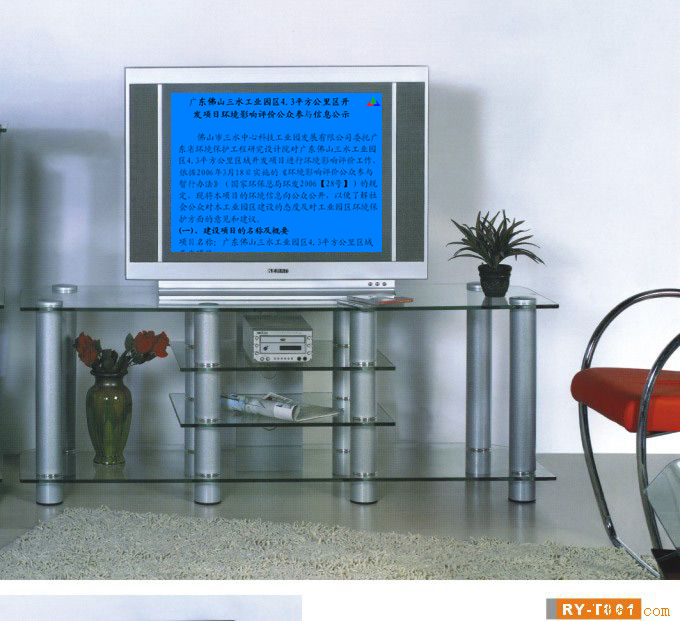 广东佛山三水工业园区4.3平方公里区开
发项目环境影响评价公众参与信息公示
佛山市三水中心科技工业园发展有限公司委托广
东省环境保护工程研究设计院对广东佛山三水工业园
区4.3平方公里区域开发项目进行环境影响评价工作。
依据2006年3月18日实施的《环境影响评价公众参与
暂行办法》（国家环保总局环发2006【28号】）的规
定，现将本项目的环境信息向公众公开，以便了解社
会公众对本工业园区建设的态度及对工业园区环境保
护方面的意见和建议。
(一)、建设项目的名称及概要
项目名称：广东佛山三水工业园区4.3平方公里区域
RY-T801
com